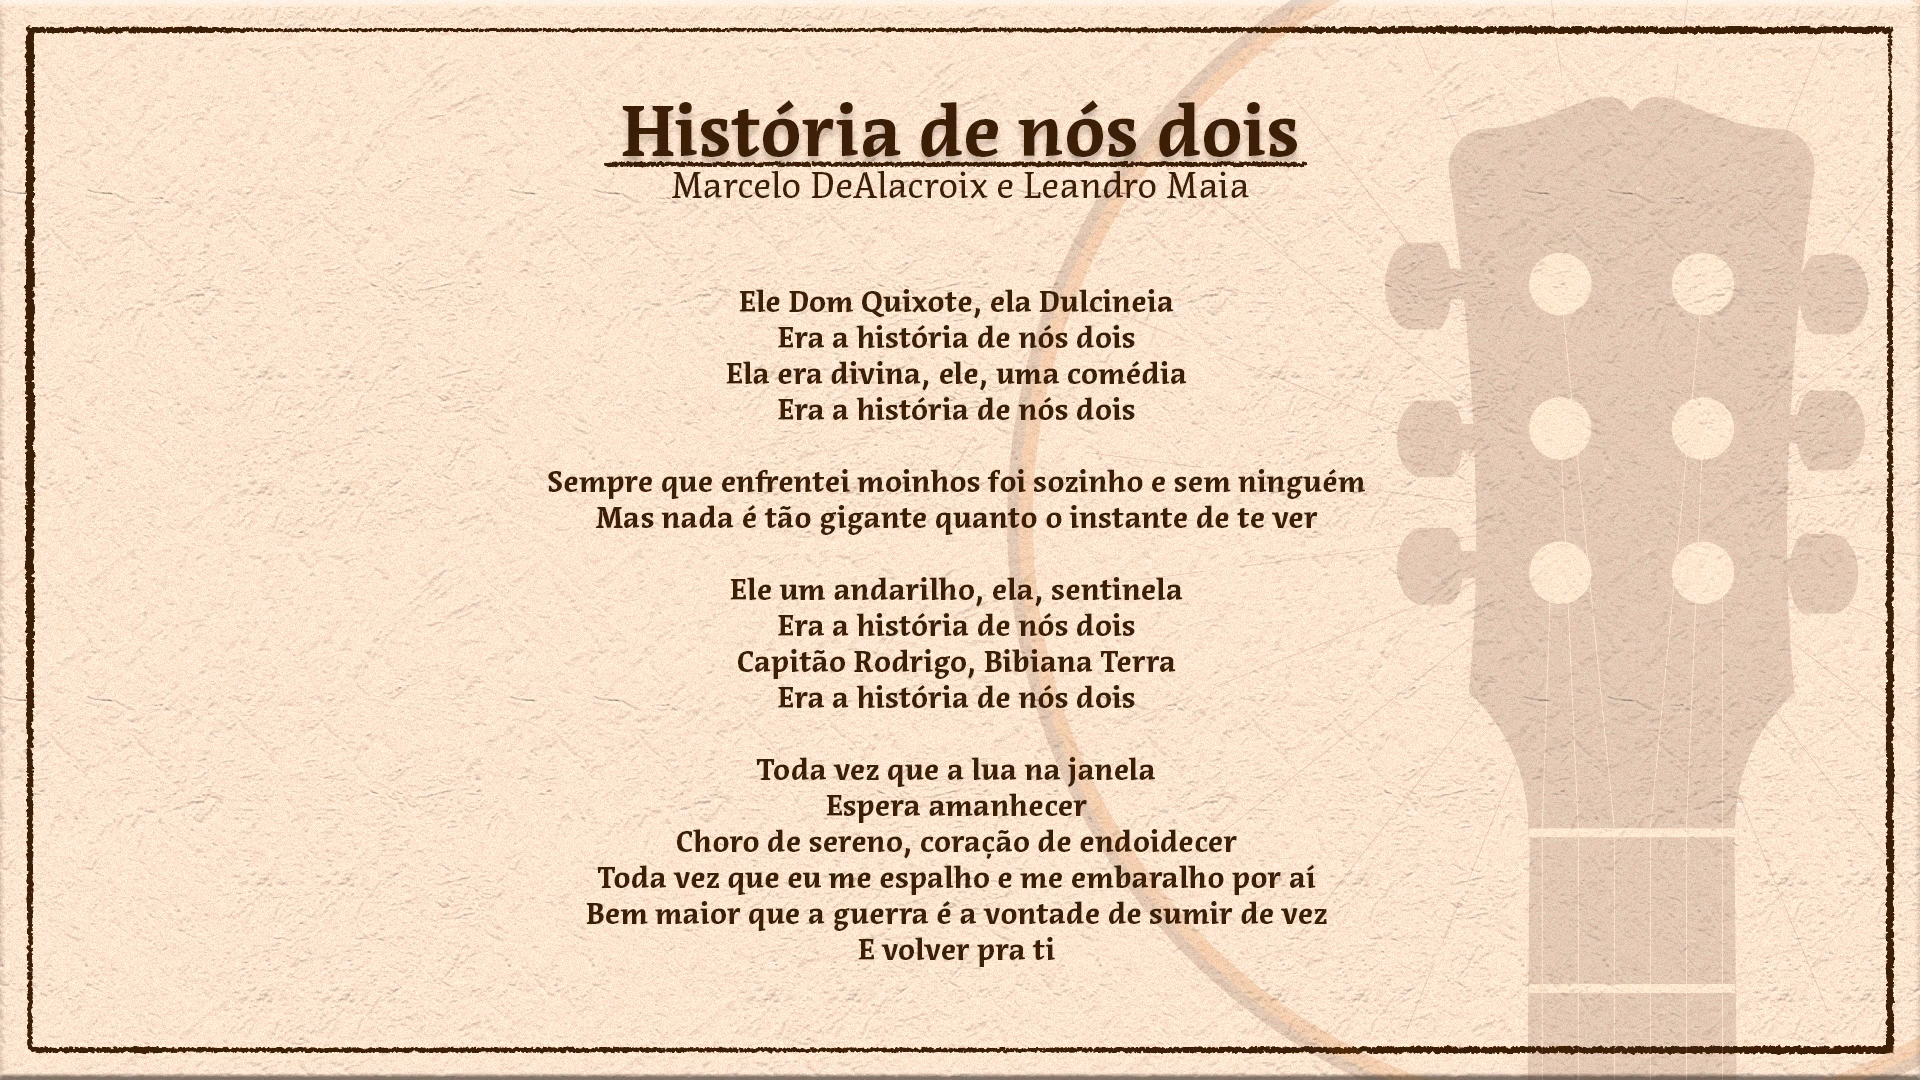 História de nós dois
Marcelo DeAlacroix e Leandro Maia
Ele Dom Quixote, ela Dulcineia
Era a história de nós dois
Ela era divina, ele, uma comédia
Era a história de nós dois
Sempre que enfrentei moinhos foi sozinho e sem ninguém
Mas nada é tão gigante quanto o instante de te ver
Ele um andarilho, ela, sentinela
Era a história de nós dois
Capitão Rodrigo, Bibiana Terra
Era a história de nós dois
Toda vez que a lua na janela
Espera amanhecer
Choro de sereno, coração de endoidecer
Toda vez que eu me espalho e me embaralho por aí
Bem maior que a guerra é a vontade de sumir de vez
E volver pra ti